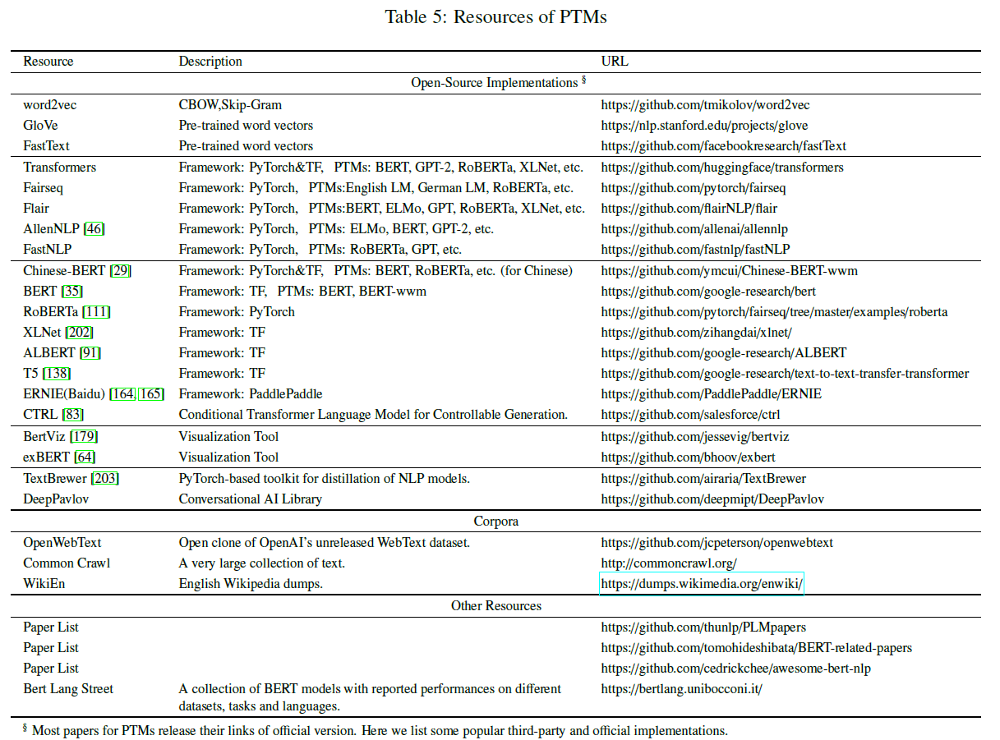 Table 5: Resources of PTMs
Resource Description URL
Open-Source Implementations §
word2vec CBOW,Skip-Gram https://github.com/tmikolov/word2vec
GloVe Pre-trained word vectors https://nlp.stanford.edu/projects/glove
FastText Pre-trained word vectors https://github.com/facebookresearch/fastText
Transformers Framework: PyTorch&TF, PTMs: BERT, GPT-2, RoBERTa, XLNet, etc. https://github.com/huggingface/transformers
Fairseq Framework: PyTorch, PTMs:English LM, German LM, RoBERTa, etc. https://github.com/pytorch/fairseq
Flair Framework: PyTorch, PTMs:BERT, ELMo, GPT, RoBERTa, XLNet, etc. https://github.com/flairNLP/flair
AllenNLP [46] Framework: PyTorch, PTMs: ELMo, BERT, GPT-2, etc. https://github.com/allenai/allennlp
FastNLP Framework: PyTorch, PTMs: RoBERTa, GPT, etc. https://github.com/fastnlp/fastNLP
Chinese-BERT [29] Framework: PyTorch&TF, PTMs: BERT, RoBERTa, etc. (for Chinese) https://github.com/ymcui/Chinese-BERT-wwm
BERT [35] Framework: TF, PTMs: BERT, BERT-wwm https://github.com/google-research/bert
RoBERTa [111] Framework: PyTorch https://github.com/pytorch/fairseq/tree/master/examples/roberta
XLNet [202] Framework: TF https://github.com/zihangdai/xlnet/
ALBERT [91] Framework: TF https://github.com/google-research/ALBERT
T5 [138] Framework: TF https://github.com/google-research/text-to-text-transfer-transformer
ERNIE(Baidu) [164, 165] Framework: PaddlePaddle https://github.com/PaddlePaddle/ERNIE
CTRL [83] Conditional Transformer Language Model for Controllable Generation. https://github.com/salesforce/ctrl
BertViz [179] Visualization Tool https://github.com/jessevig/bertviz
exBERT [64] Visualization Tool https://github.com/bhoov/exbert
TextBrewer [203] PyTorch-based toolkit for distillation of NLP models. https://github.com/airaria/TextBrewer
DeepPavlov Conversational AI Library https://github.com/deepmipt/DeepPavlov
Corpora
OpenWebText Open clone of OpenAI's unreleased WebText dataset. https://github.com/jcpeterson/openwebtext
Common Crawl A very large collection of text. http://commoncrawl.org/
WikiEn English Wikipedia dumps. https://dumps.wikimedia.org/enwiki/
Other Resources
Paper List https://github.com/thunlp/PLMpapers
Paper List https://github.com/tomohideshibata/BERT-related-papers
Paper List https://github.com/cedrickchee/awesome-bert-nlp
Bert Lang Street A collection of BERT models with reported performances on different https://bertlang.unibocconi.it/
datasets, tasks and languages.
§ Most papers for PTMs release their links of official version. Here we list some popular third-party and official implementations.